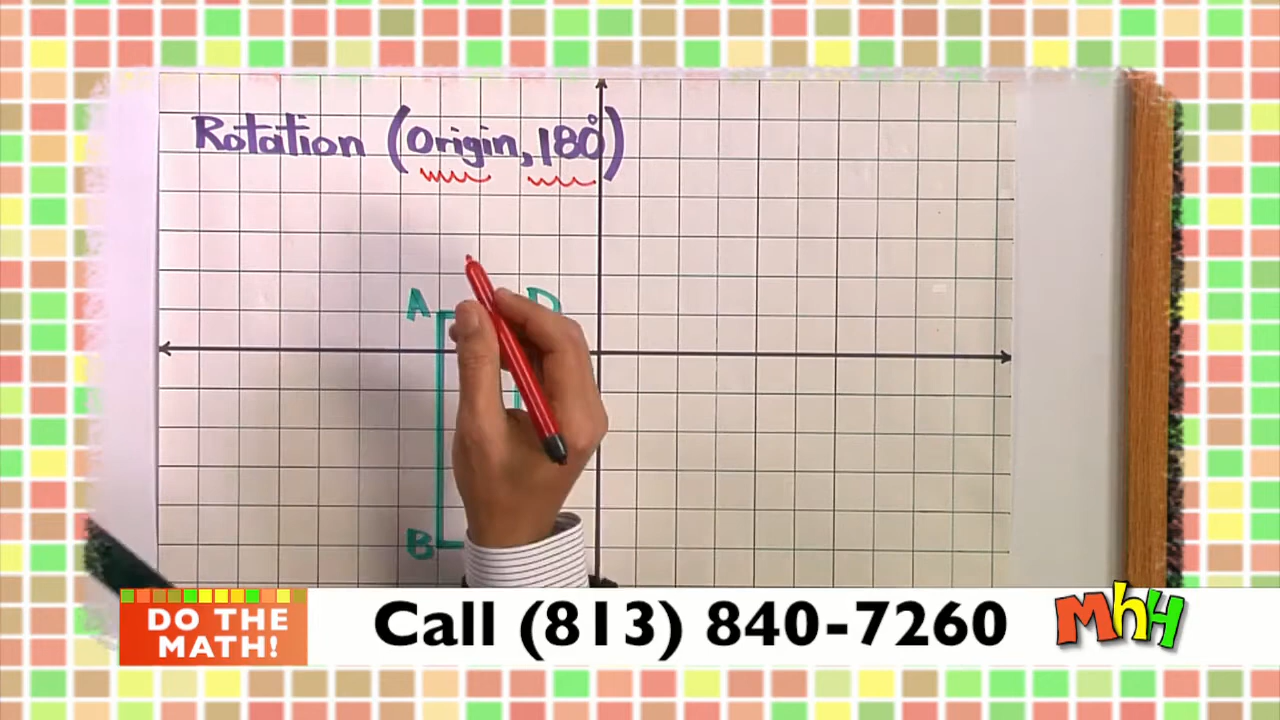 Rotation (Origin, 180°)
A D
B
DO THE
MATH!
Call (813) 840-7260
MhH